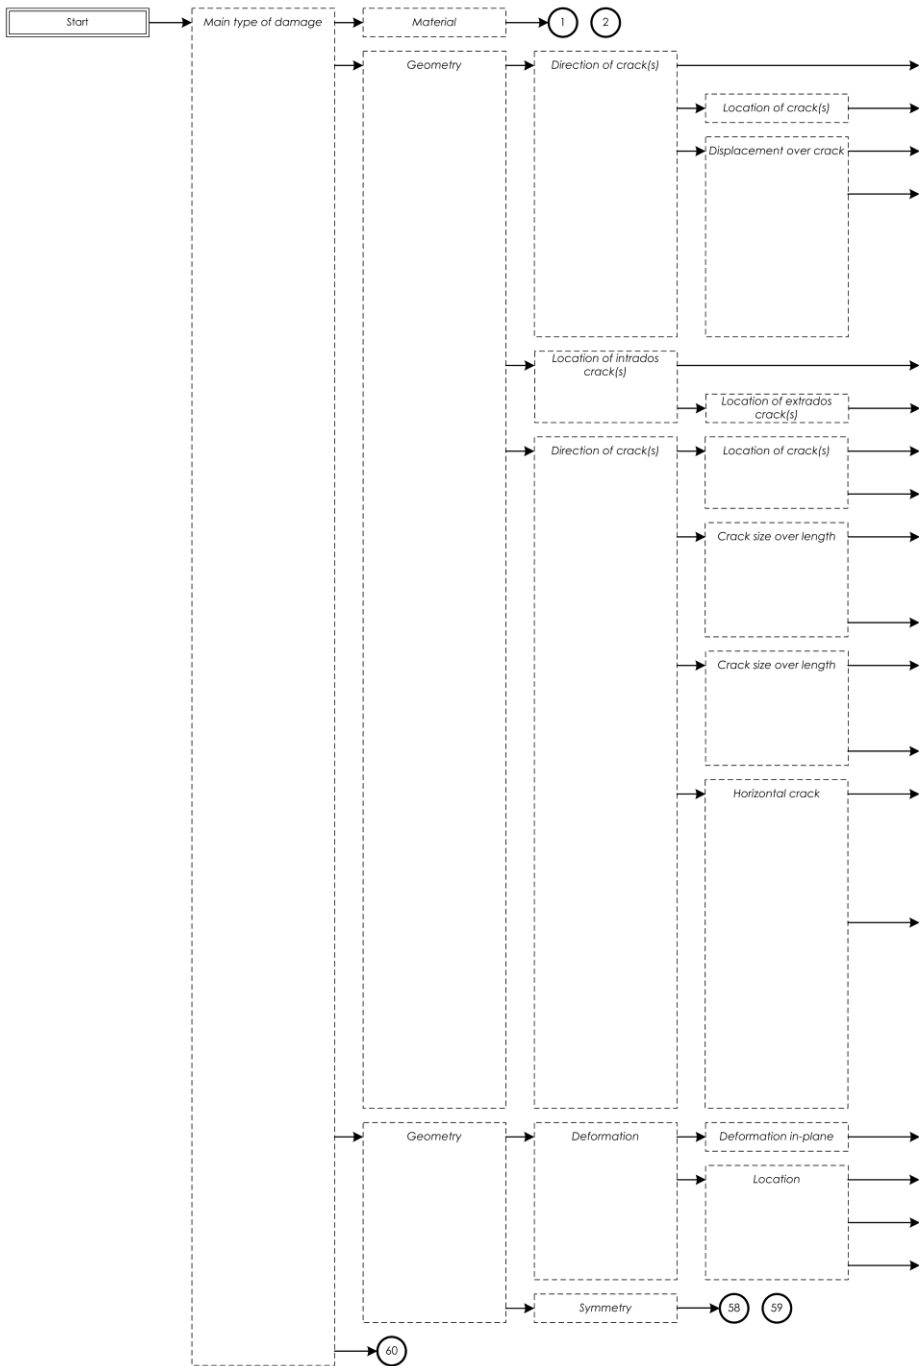 Start
Main type of damage
Material
1
2
Geometry
Direction of crack(s)
Location of crack(s)
Displacement over crack
Location of intrados
crack(s)
Location of extrados
crack(s)
Direction of crack(s)
Location of crack(s)
Crack size over length
Crack size over length
Horizontal crack
Geometry
Deformation
Deformation in-plane
Location
Symmetry
58
59
60